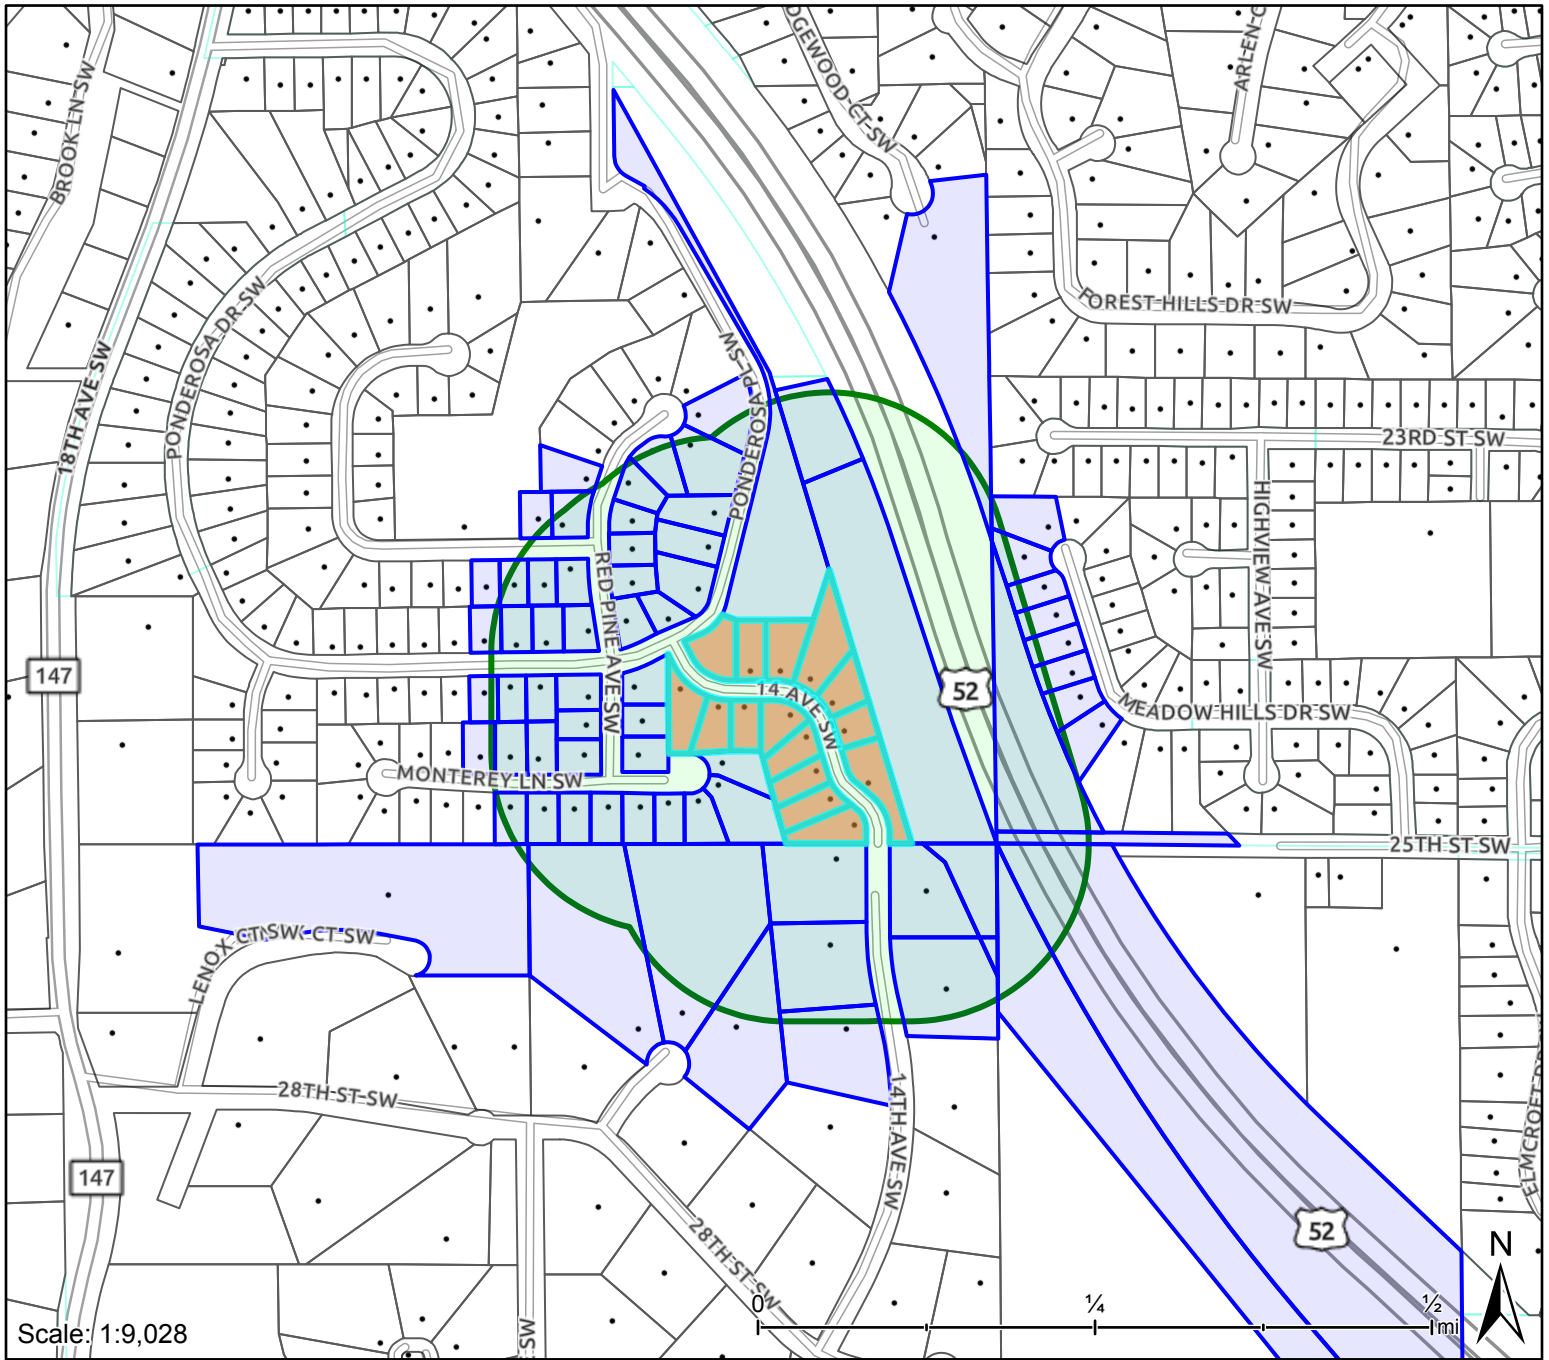 DGEWOOD CT SW
ARLEN C
BROOK LN SW
PONDEROSA DR SW
FOREST HILLS DR SW
18TH AVE SW
PONDEROSA PL SW
23RD ST SW
HIGHVIEW AVE SW
RED PINE AVE SW
147
52
14 AVE SW
MEADOW HILLS DR SW
MONTEREY LN SW
25TH ST SW
LENOX CT SW
CT SW
ELMCROFT DR
28TH ST SW
14TH AVE SW
147
28TH ST SW
52
N
0 ¼ ½
mi
Scale: 1:9,028
SW